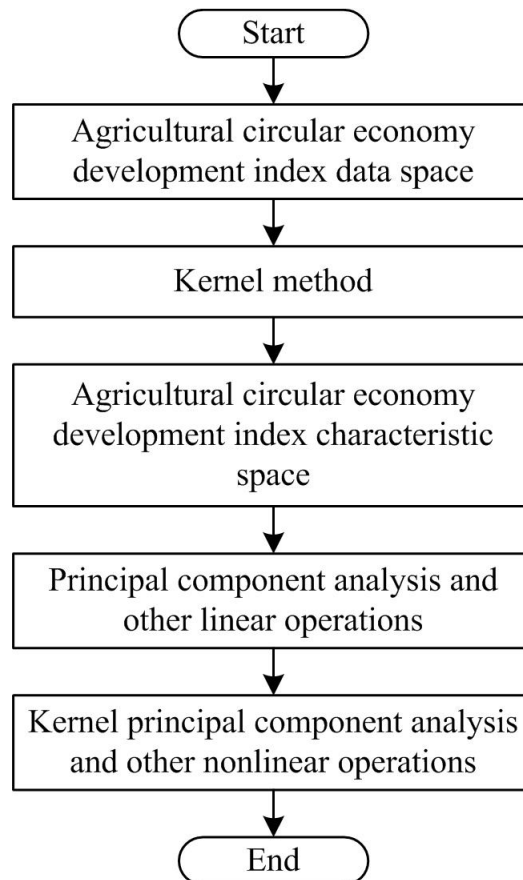 Start
Agricultural circular economy
development index data space
Kernel method
Agricultural circular economy
development index characteristic
space
Principal component analysis and
other linear operations
Kernel principal component analysis
and other nonlinear operations
End